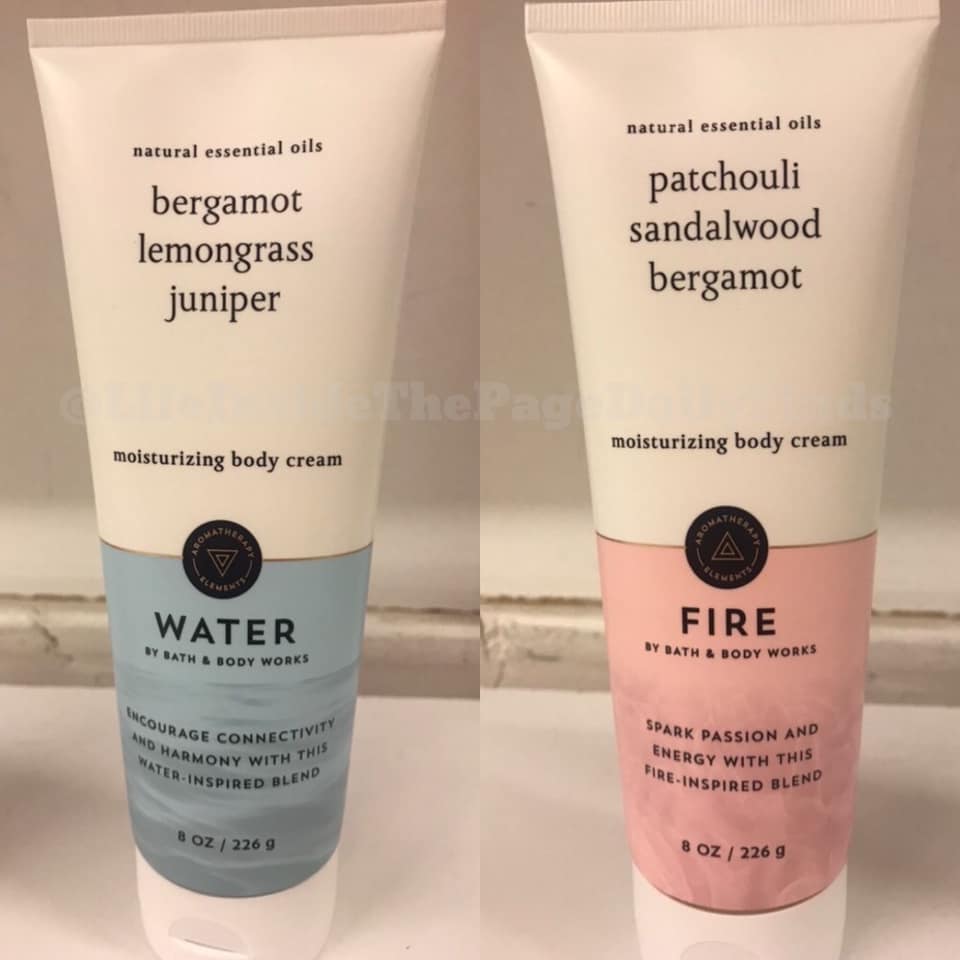 natural essential oils
bergamot
lemongrass
juniper
moisturizing body cream
AROMATHERAPY
ELEMENTS
WATER
BY BATH & BODY WORKS
ENCOURAGE CONNECTIVITY
AND HARMONY WITH THIS
WATER-INSPIRED BLEND
8 OZ / 226 g
natural essential oils
patchouli
sandalwood
bergamot
moisturizing body cream
AROMATHERAPY
ELEMENTS
FIRE
BY BATH & BODY WORKS
SPARK PASSION AND
ENERGY WITH THIS
FIRE-INSPIRED BLEND
8 OZ / 226 g